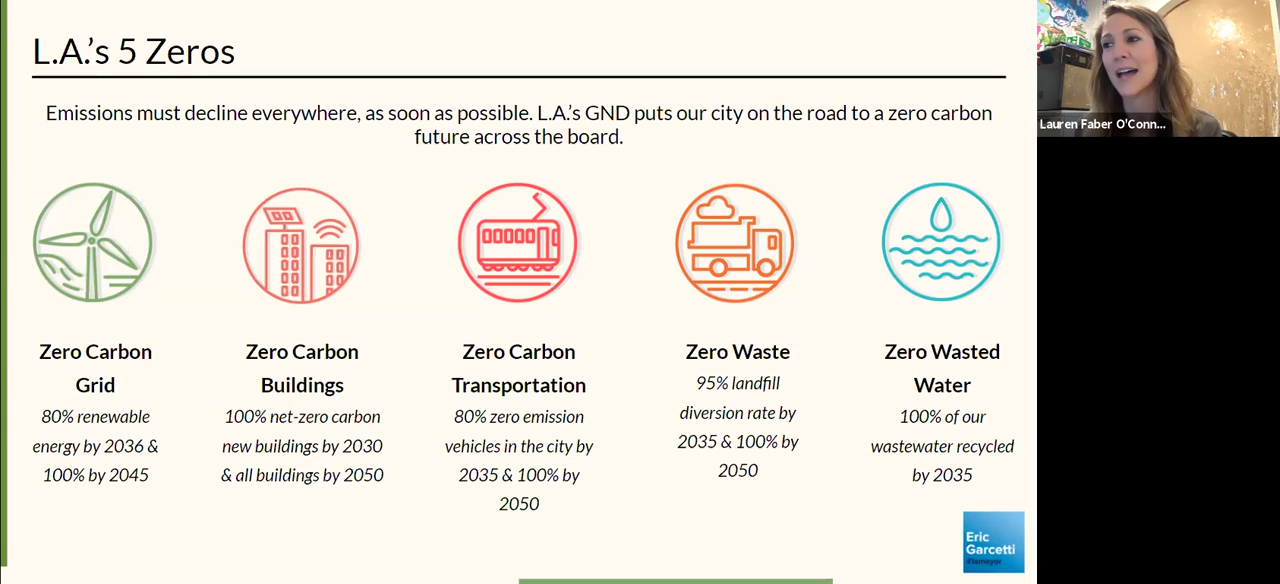 L.A.'s 5 Zeros
Emissions must decline everywhere, as soon as possible. L.A.'s GND puts our city on the road to a zero carbon
future across the board.
Zero Carbon
Grid
80% renewable
energy by 2036 &
100% by 2045
Zero Carbon
Buildings
100% net-zero carbon
new buildings by 2030
& all buildings by 2050
Zero Carbon
Transportation
80% zero emission
vehicles in the city by
2035 & 100% by
2050
Zero Waste
95% landfill
diversion rate by
2035 & 100% by
2050
Zero Wasted
Water
100% of our
wastewater recycled
by 2035
Eric
Garcetti
#lamayor
Lauren Faber O'Conn...